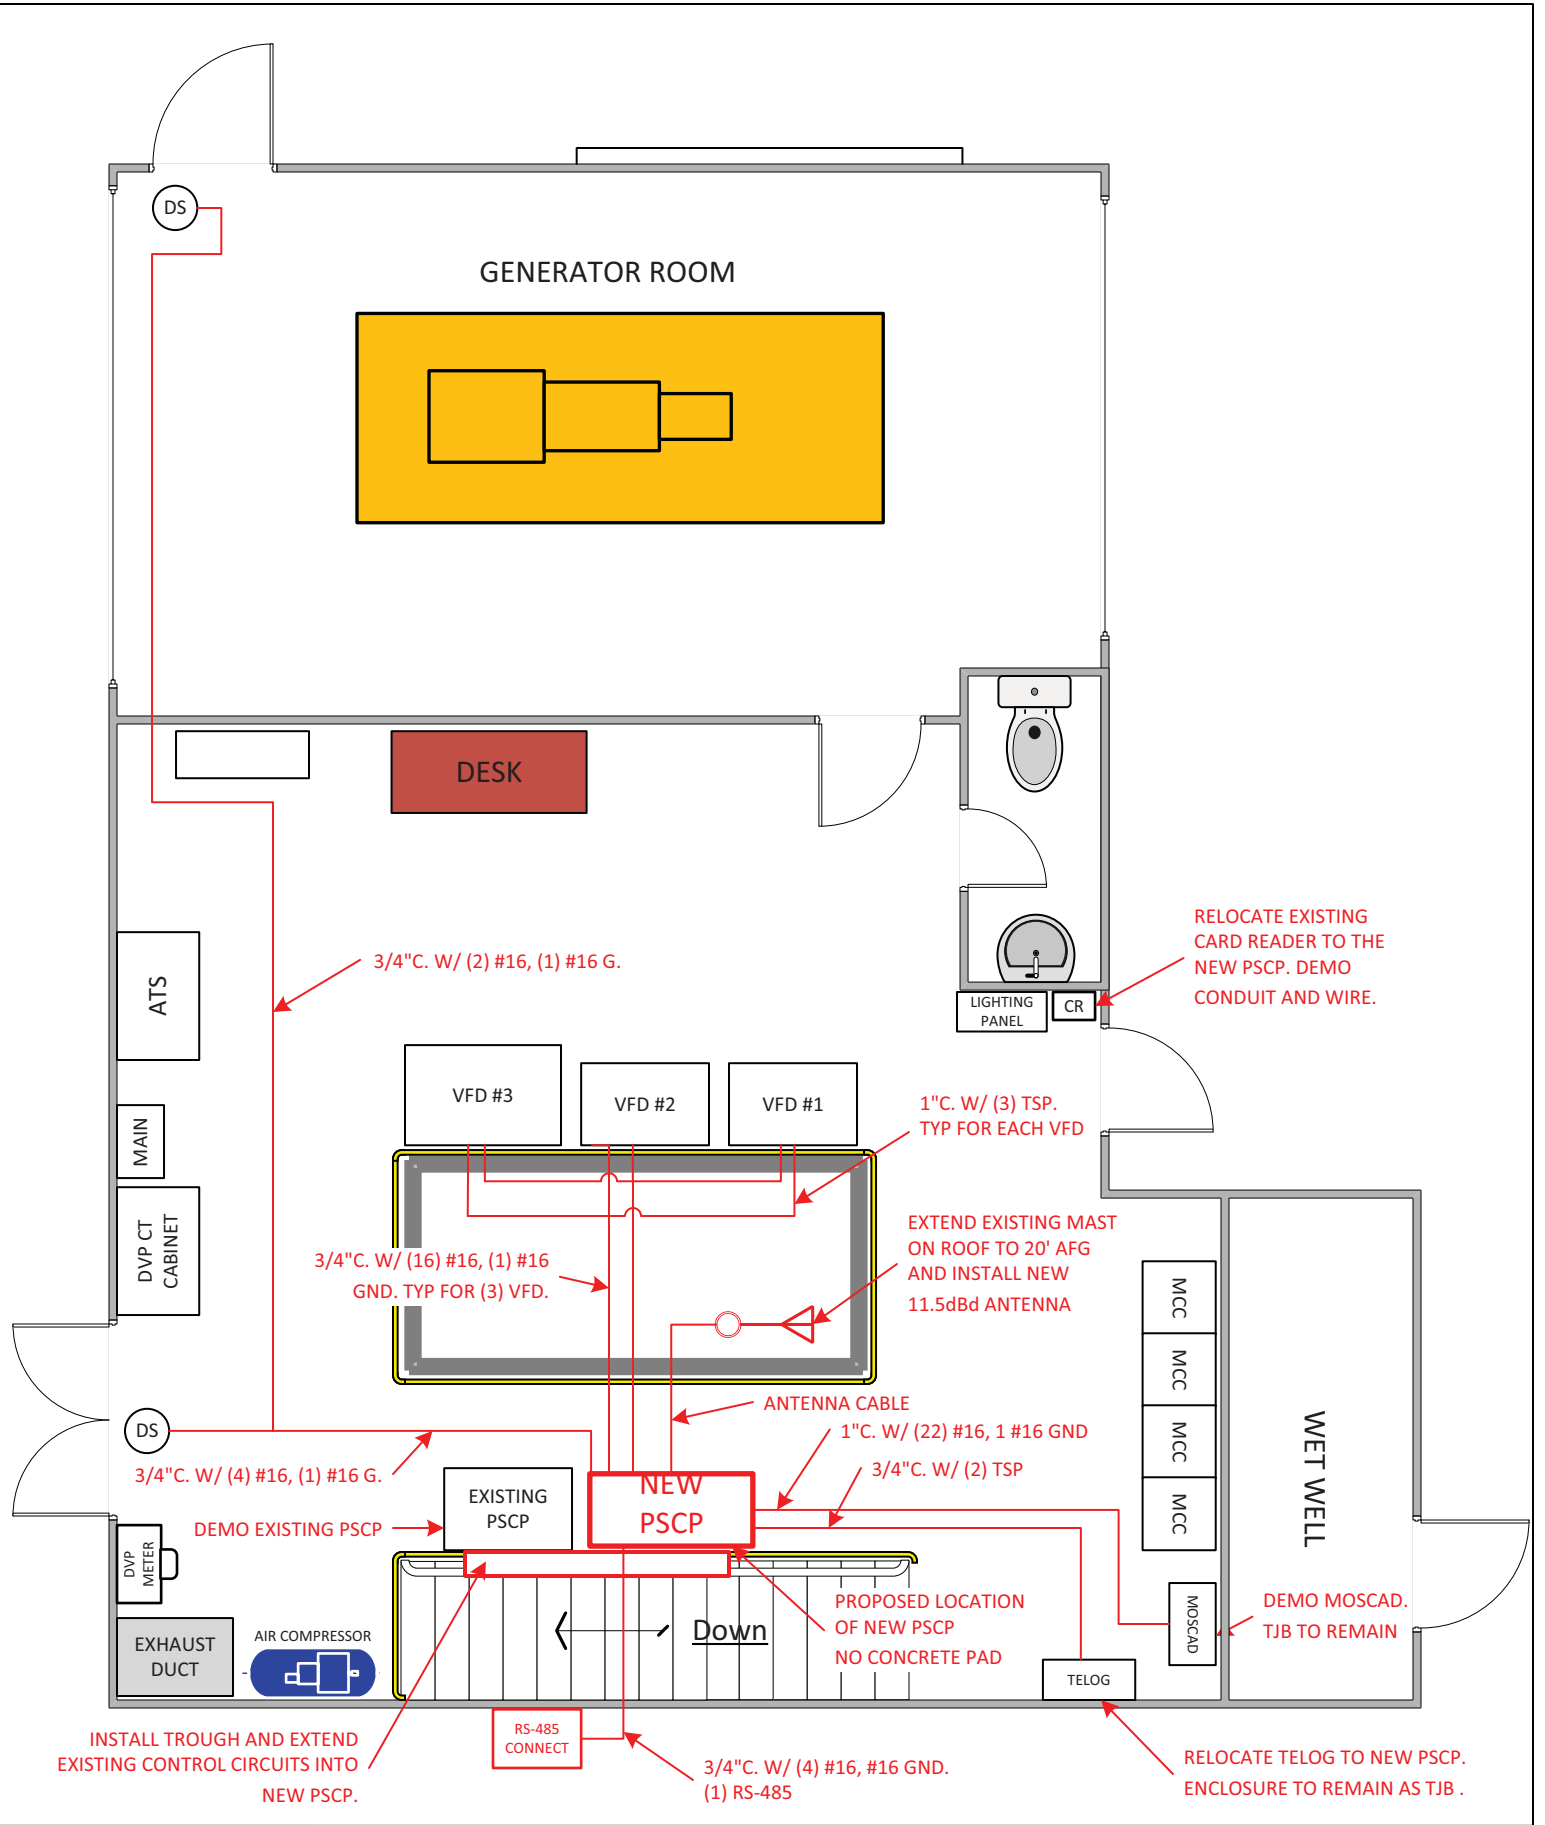 DS
GENERATOR ROOM
DESK
RELOCATE EXISTING
CARD READER TO THE
NEW PSCP. DEMO
CONDUIT AND WIRE.
3/4"C. W/ (2) #16, (1) #16 G.
ATS
LIGHTING
PANEL
CR
VFD #3
VFD #2
VFD #1
1"C. W/ (3) TSP.
TYP FOR EACH VFD
MAIN
DVP CT
CABINET
3/4"C. W/ (16) #16, (1) #16
GND. TYP FOR (3) VFD.
EXTEND EXISTING MAST
ON ROOF TO 20' AFG
AND INSTALL NEW
11.5dBd ANTENNA
MCC
MCC
MCC
MCC
WET WELL
ANTENNA CABLE
1"C. W/ (22) #16, 1 #16 GND
3/4"C. W/ (2) TSP
DS
3/4"C. W/ (4) #16, (1) #16 G.
EXISTING
PSCP
NEW
PSCP
DEMO EXISTING PSCP
DVP
METER
EXHAUST
DUCT
AIR COMPRESSOR
Down
PROPOSED LOCATION
OF NEW PSCP
NO CONCRETE PAD
MOSCAD
DEMO MOSCAD.
TJB TO REMAIN
TELOG
RS-485
CONNECT
INSTALL TROUGH AND EXTEND
EXISTING CONTROL CIRCUITS INTO
NEW PSCP.
3/4"C. W/ (4) #16, #16 GND.
(1) RS-485
RELOCATE TELOG TO NEW PSCP.
ENCLOSURE TO REMAIN AS TJB .